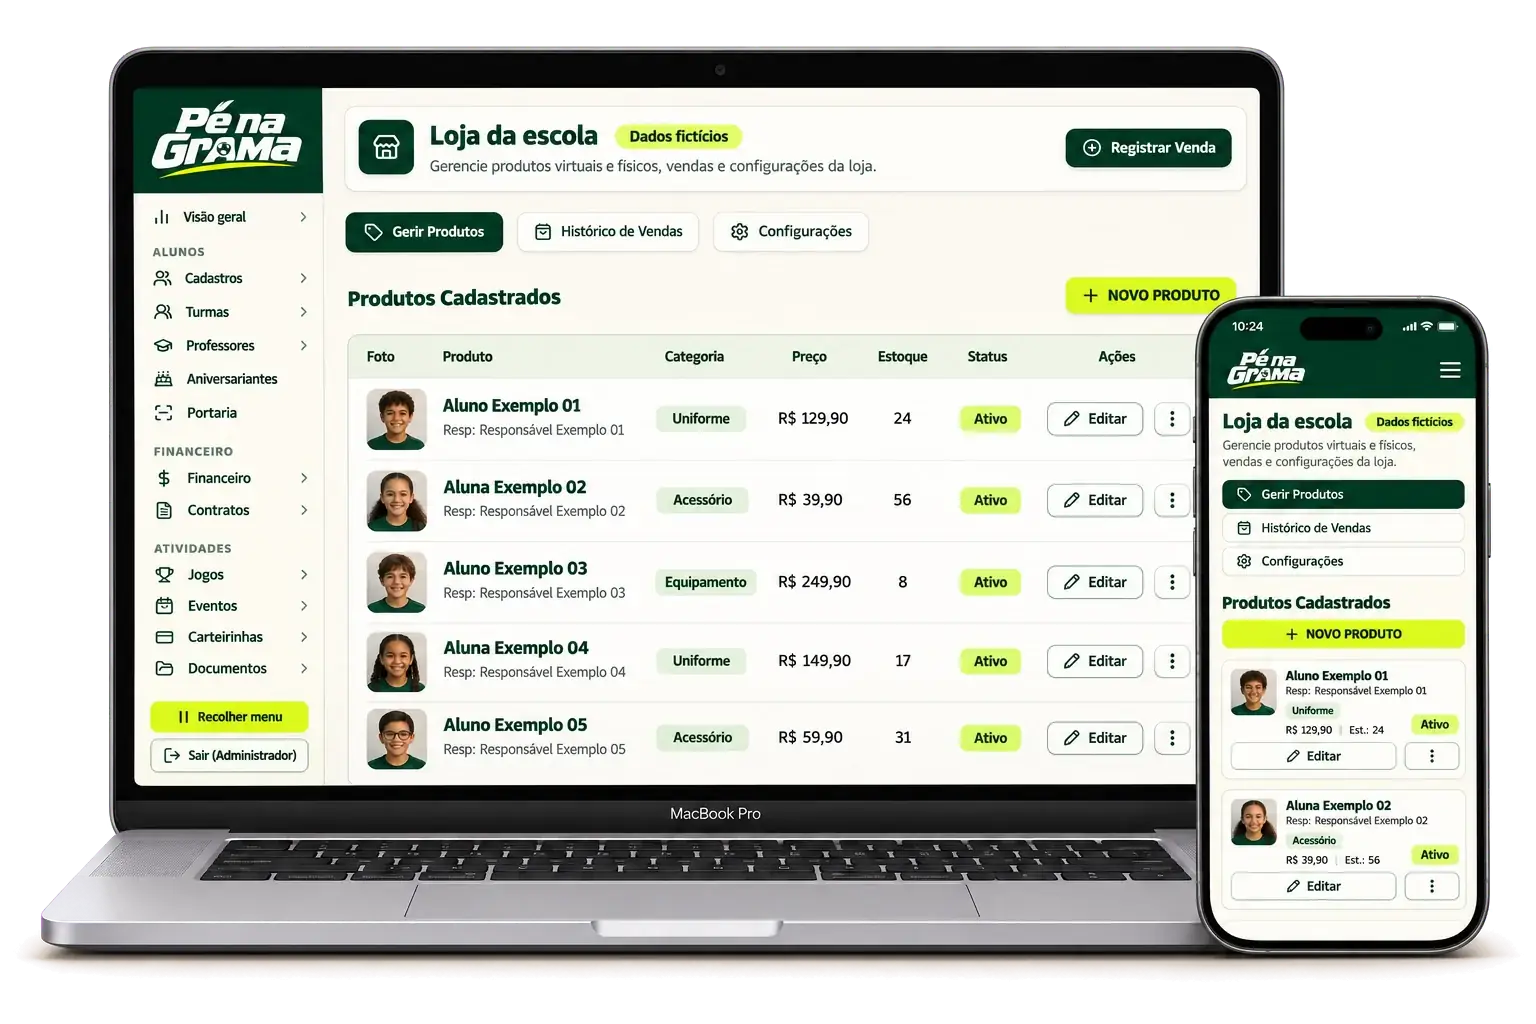 Pé na
GRAMA
Visão geral
ALUNOS
Cadastros
Turmas
Professores
Aniversariantes
Portaria
FINANCEIRO
Financeiro
Contratos
ATIVIDADES
Jogos
Eventos
Carteirinhas
Documentos
Recolher menu
Sair (Administrador)
Loja da escola Dados fictícios
Gerencie produtos virtuais e físicos, vendas e configurações da loja.
Registrar Venda
Gerir Produtos Histórico de Vendas Configurações
Produtos Cadastrados
+ NOVO PRODUTO
Foto Produto Categoria Preço Estoque Status Ações
Aluno Exemplo 01
Resp: Responsável Exemplo 01
Uniforme R$ 129,90 24 Ativo Editar
Aluna Exemplo 02
Resp: Responsável Exemplo 02
Acessório R$ 39,90 56 Ativo Editar
Aluno Exemplo 03
Resp: Responsável Exemplo 03
Equipamento R$ 249,90 8 Ativo Editar
Aluna Exemplo 04
Resp: Responsável Exemplo 04
Uniforme R$ 149,90 17 Ativo Editar
Aluno Exemplo 05
Resp: Responsável Exemplo 05
Acessório R$ 59,90 31 Ativo Editar
MacBook Pro
10:24
Pé na
GRAMA
Loja da escola Dados fictícios
Gerencie produtos virtuais e físicos,
vendas e configurações da loja.
Gerir Produtos
Histórico de Vendas
Configurações
Produtos Cadastrados
+ NOVO PRODUTO
Aluno Exemplo 01
Resp: Responsável Exemplo 01
Uniforme
R$ 129,90 | Est.: 24 Ativo
Editar
Aluna Exemplo 02
Resp: Responsável Exemplo 02
Acessório
R$ 39,90 | Est.: 56 Ativo
Editar